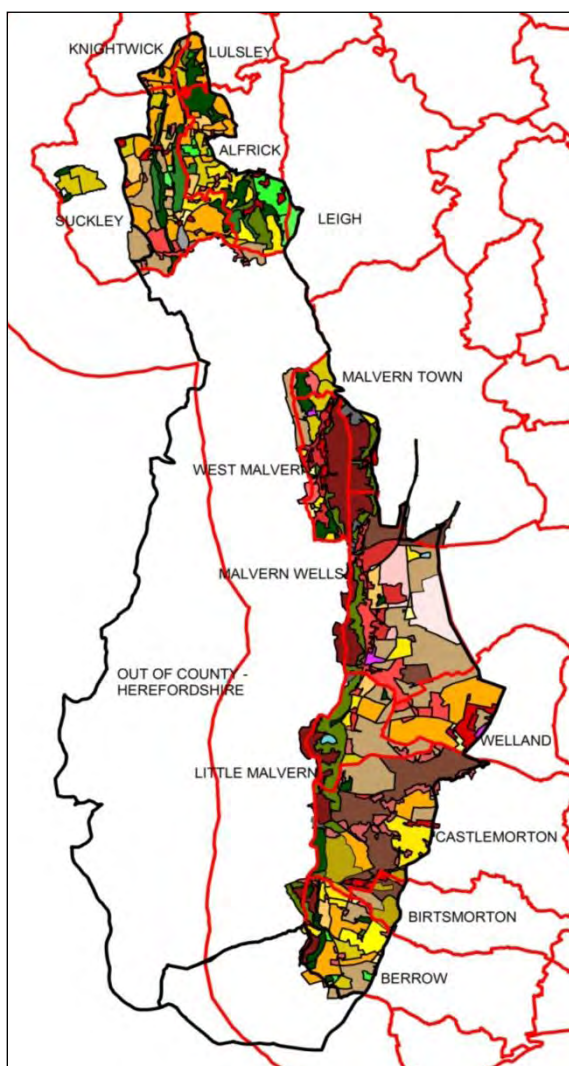 KNIGHTWICK
LULSLEY
ALFRICK
SUCKLEY
LEIGH
MALVERN TOWN
WEST MALVERN
MALVERN WELLS
OUT OF COUNTY -
HEREFORDSHIRE
WELLAND
LITTLE MALVERN
CASTLEMORTON
BIRTSMORTON
BERROW